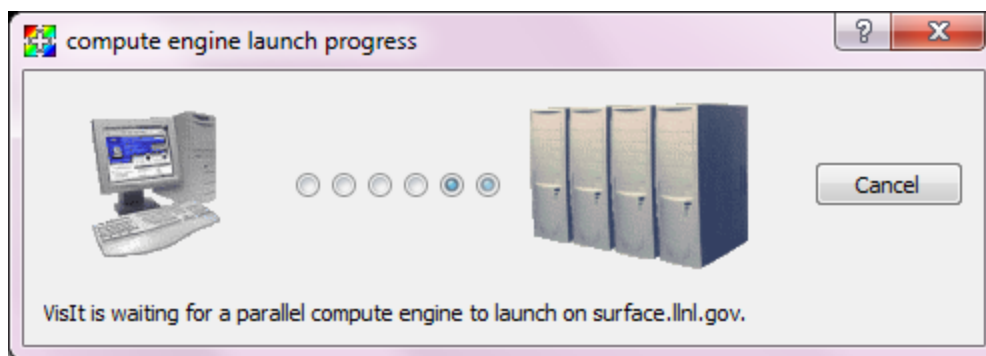 compute engine launch progress
Cancel
VisIt is waiting for a parallel compute engine to launch on surface.llnl.gov.